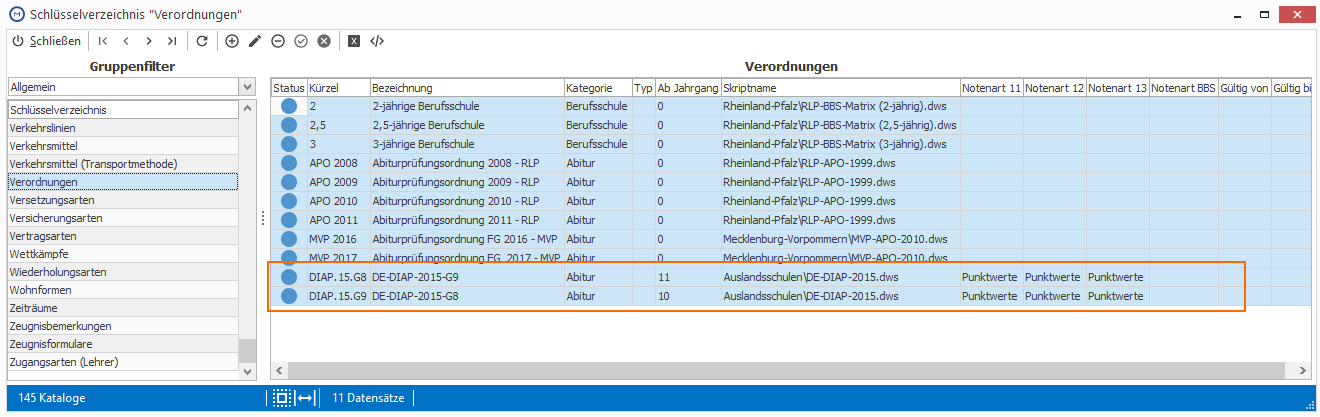 Schlüsselverzeichnis "Verordnungen"
Schließen
Gruppenfilter
Allgemein
Schlüsselverzeichnis
Verkehrslinien
Verkehrsmittel
Verkehrsmittel (Transportmethode)
Verordnungen
Versetzungsarten
Versicherungsarten
Vertragsarten
Wettkämpfe
Wiederholungsarten
Wohnformen
Zeiträume
Zeugnisbemerkungen
Zeugnisformulare
Zugangsarten (Lehrer)
Verordnungen
Status Kürzel Bezeichnung Kategorie Typ Ab Jahrgang Skriptname Notenart 11 Notenart 12 Notenart 13 Notenart BBS Gültig von Gültig bi
2 2-jährige Berufsschule Berufsschule 0 Rheinland-Pfalz\RLP-BBS-Matrix (2-jährig).dws
2,5 2,5-jährige Berufschule Berufsschule 0 Rheinland-Pfalz\RLP-BBS-Matrix (2,5-jährig).dws
3 3-jährige Berufschule Berufsschule 0 Rheinland-Pfalz\RLP-BBS-Matrix (3-jährig).dws
APO 2008 Abiturprüfungsordnung 2008 - RLP Abitur 0 Rheinland-Pfalz\RLP-APO-1999.dws
APO 2009 Abiturprüfungsordnung 2009 - RLP Abitur 0 Rheinland-Pfalz\RLP-APO-1999.dws
APO 2010 Abiturprüfungsordnung 2010 - RLP Abitur 0 Rheinland-Pfalz\RLP-APO-1999.dws
APO 2011 Abiturprüfungsordnung 2011 - RLP Abitur 0 Rheinland-Pfalz\RLP-APO-1999.dws
MVP 2016 Abiturprüfungsordnung FG 2016 - MVP Abitur 0 Mecklenburg-Vorpommern\MVP-APO-2010.dws
MVP 2017 Abiturprüfungsordnung FG 2017 - MVP Abitur 0 Mecklenburg-Vorpommern\MVP-APO-2010.dws
DIAP.15.G8 DE-DIAP-2015-G9 Abitur 11 Auslandsschulen\DE-DIAP-2015.dws Punktwerte Punktwerte Punktwerte
DIAP.15.G9 DE-DIAP-2015-G8 Abitur 10 Auslandsschulen\DE-DIAP-2015.dws Punktwerte Punktwerte Punktwerte
145 Kataloge 11 Datensätze